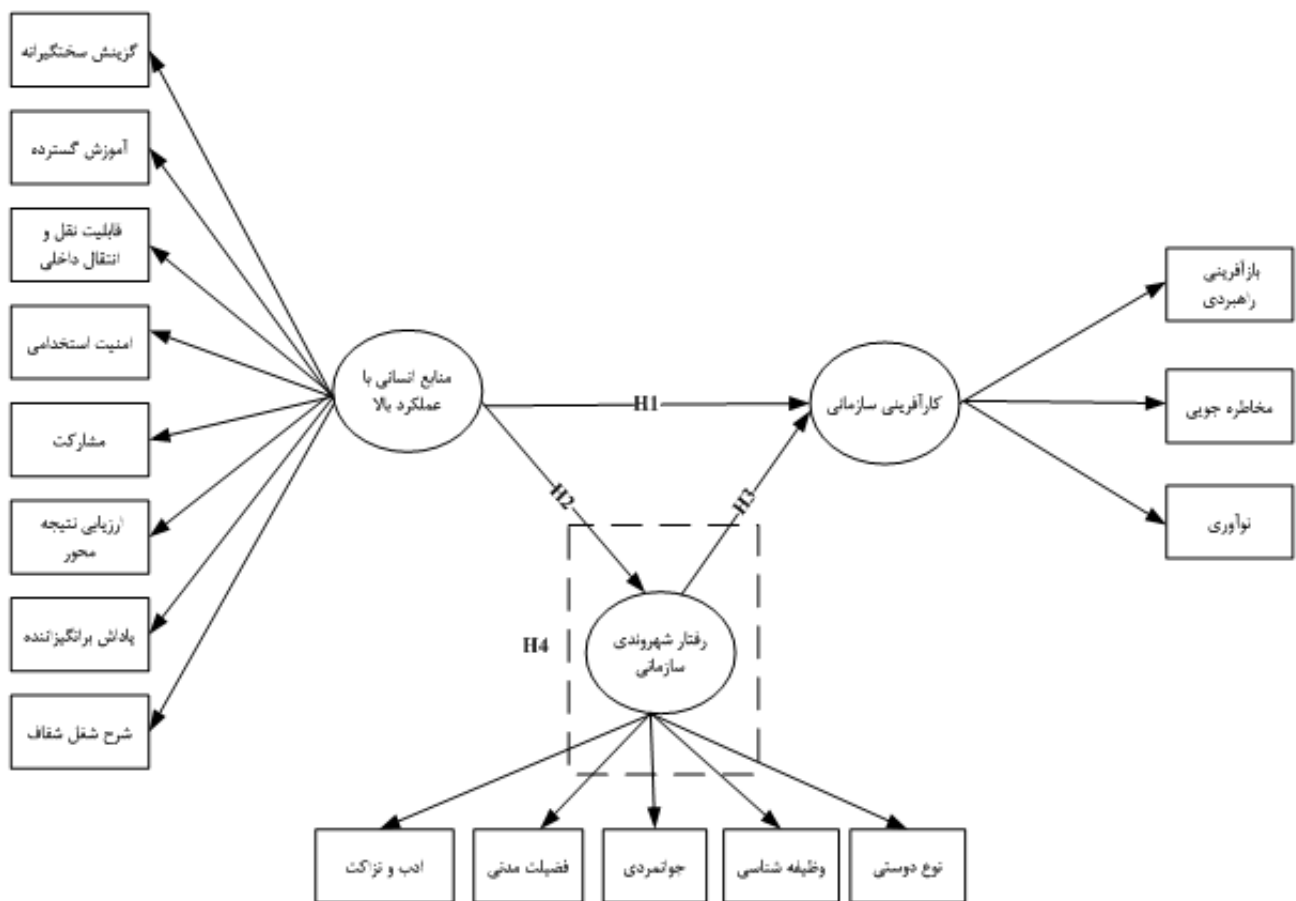 گزینش سختگیرانه
آموزش گسترده
قابلیت نقل و
انتقال داخلی
امنیت استخدامی
مشارکت
ارزیابی نتیجه
محور
پاداش برانگیزاننده
شرح شغل شفاف
منابع انسانی با
عملکرد بالا
H1
H2
H3
H4
کارآفرینی سازمانی
بازآفرینی
راهبردی
مخاطره جویی
نوآوری
رفتار شهروندی
سازمانی
نوع دوستی
وظیفه شناسی
جوانمردی
فضیلت مدنی
ادب و نزاکت